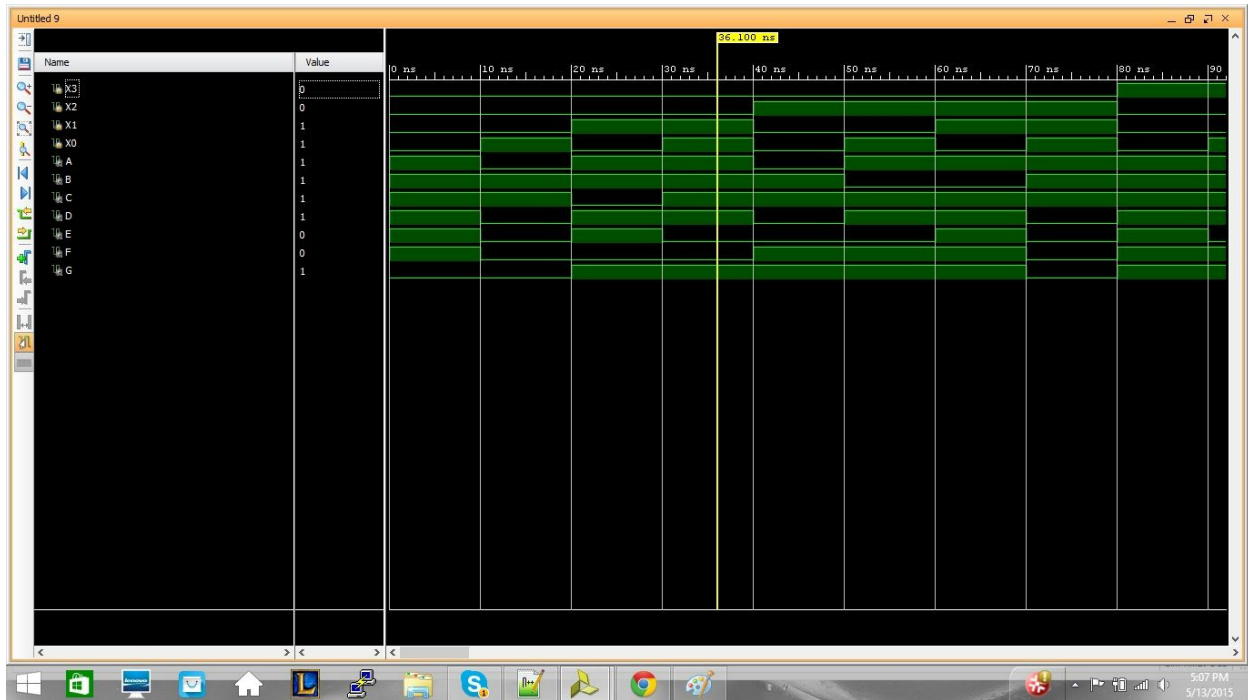 Untitled 9
36.100 ns
Name
Value
0 ns
10 ns
20 ns
30 ns
40 ns
50 ns
60 ns
70 ns
80 ns
90
X3
0
X2
0
X1
1
X0
1
A
1
B
1
C
1
D
1
E
0
F
0
G
1
lenovo
L
S
5:07 PM
5/13/2015